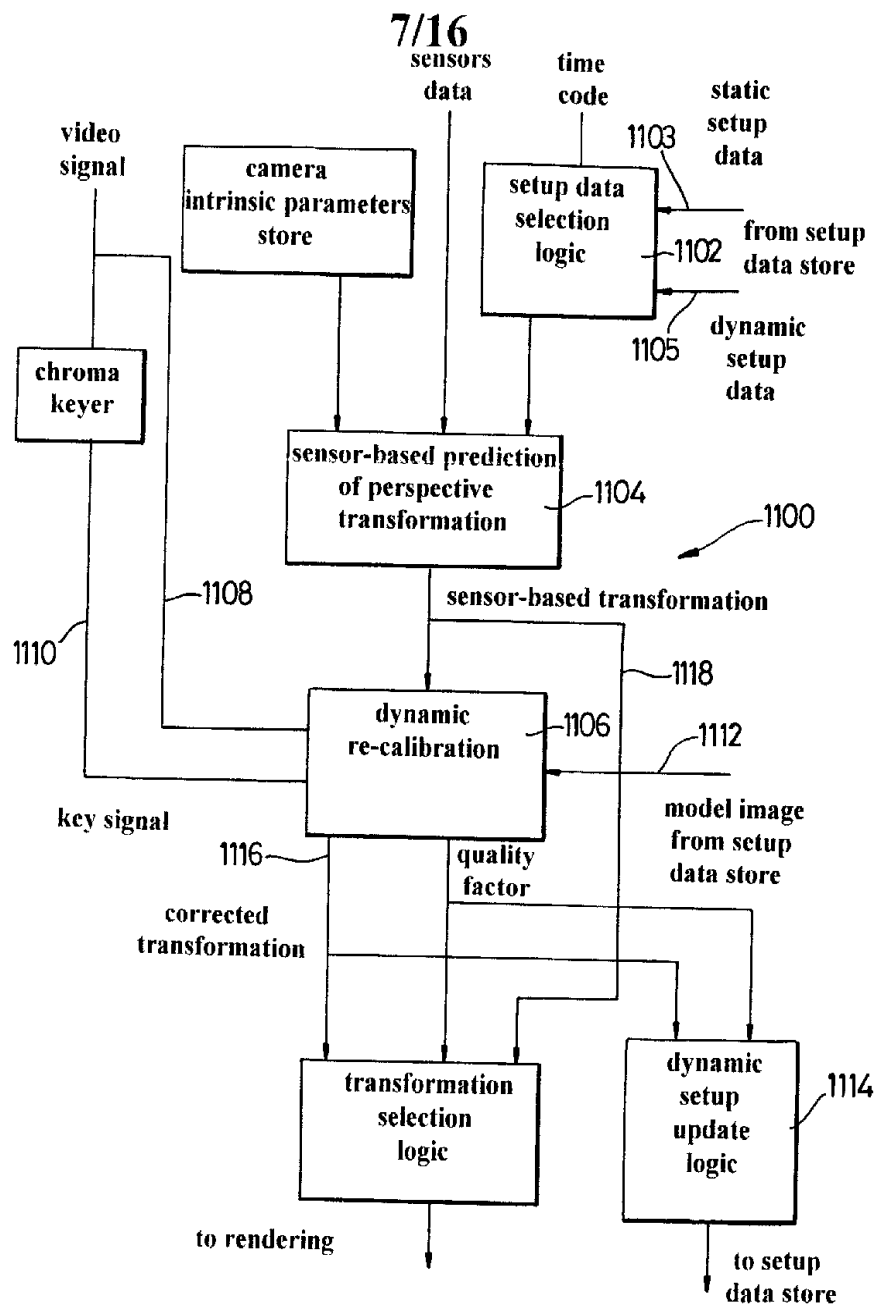 7/16
sensors
data
time
code
static
setup
data
1103
video
signal
camera
intrinsic parameters
store
setup data
selection
logic
1102
from setup
data store
1105
dynamic
setup
data
chroma
keyer
sensor-based prediction
of perspective
transformation
1104
1100
1108
sensor-based transformation
1110
1118
dynamic
re-calibration
1106
1112
key signal
model image
from setup
data store
1116
quality
factor
corrected
transformation
transformation
selection
logic
dynamic
setup
update
logic
1114
to rendering
to setup
data store